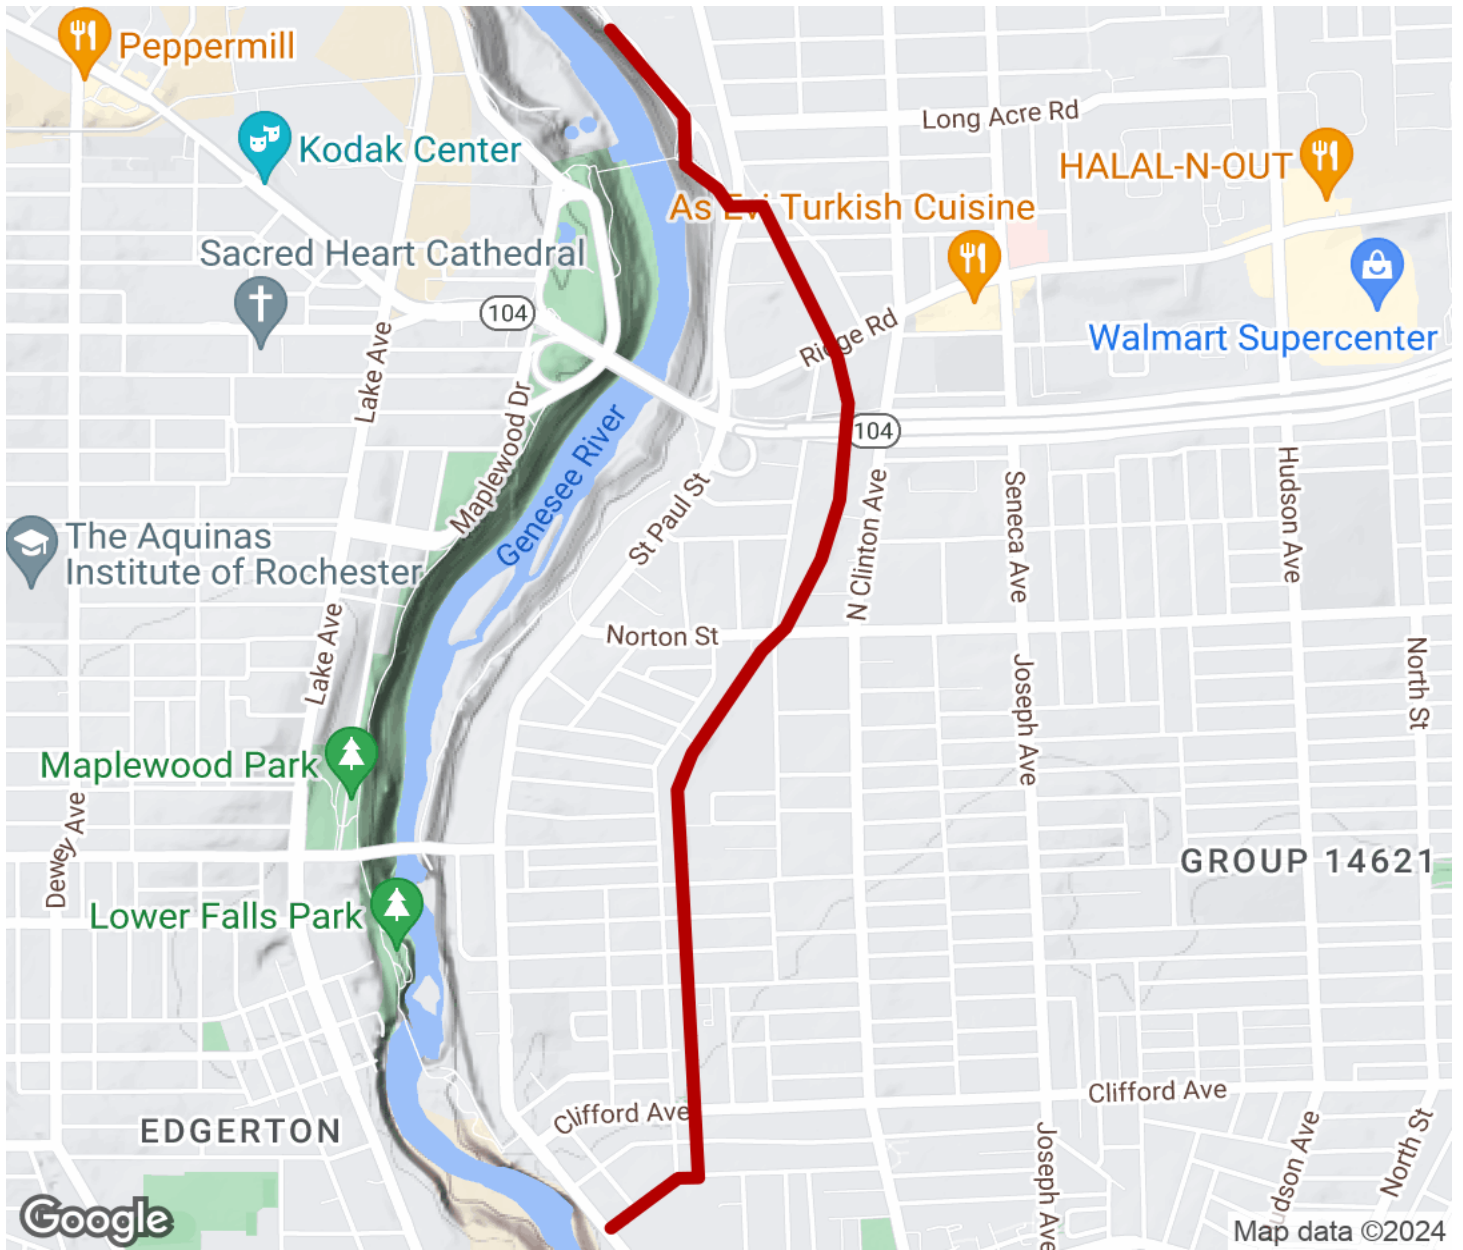 Peppermill
Long Acre Rd
Kodak Center
HALAL-N-OUT
As Evi Turkish Cuisine
Sacred Heart Cathedral
104
Ridge Rd
Walmart Supercenter
Lake Ave
Maplewood Dr
104
Genesee River
St Paul St
N Clinton Ave
Seneca Ave
Hudson Ave
The Aquinas
Institute of Rochester
Lake Ave
Norton St
Joseph Ave
North St
Maplewood Park
Dewey Ave
GROUP 14621
Lower Falls Park
Clifford Ave
Clifford Ave
EDGERTON
Joseph Ave
udson Ave
North St
Google
Map data ©2024